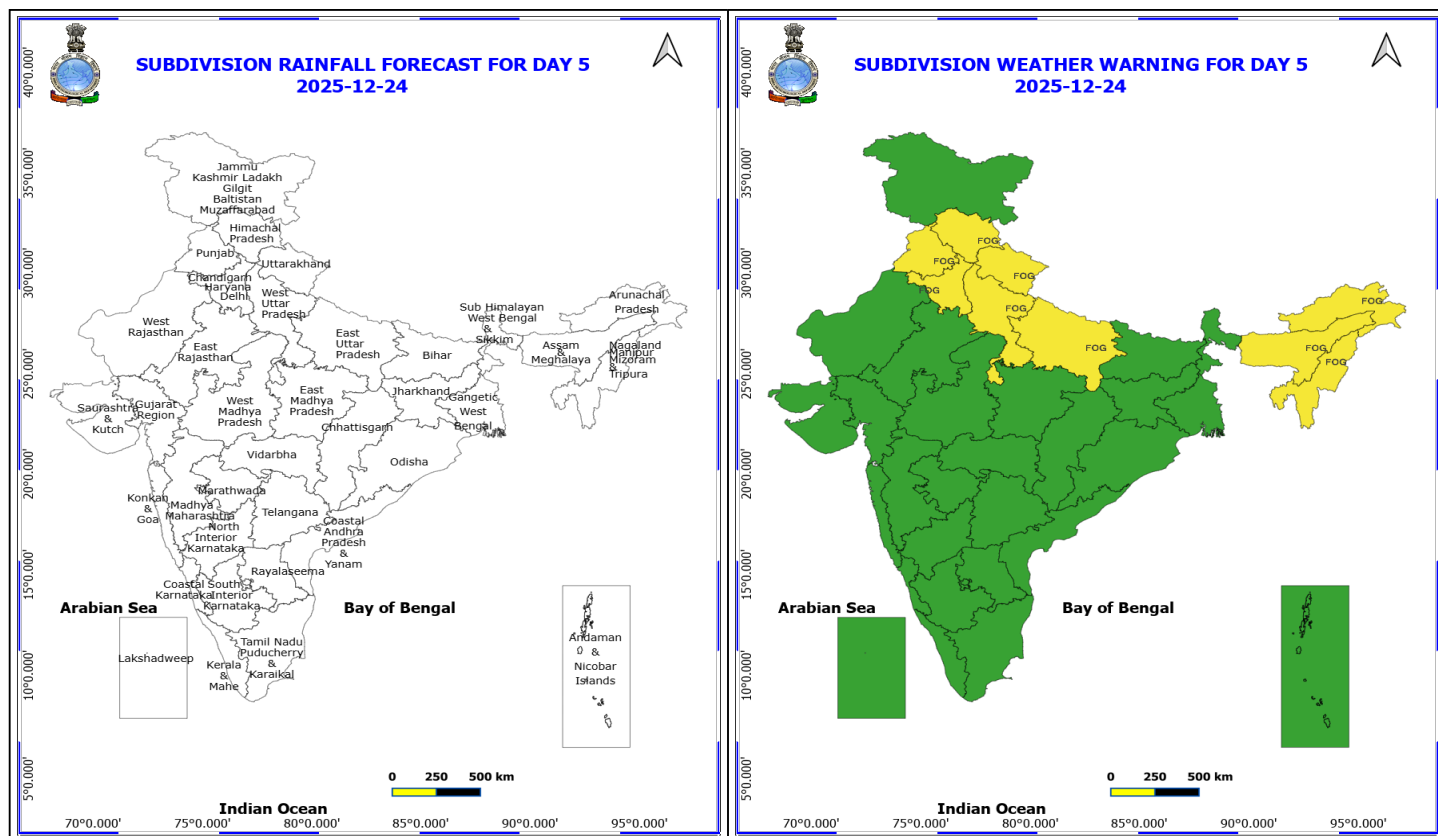 SUBDIVISION RAINFALL FORECAST FOR DAY 5
2025-12-24
40°0.000'
35°0.000'
30°0.000'
25°0.000'
20°0.000'
15°0.000'
10°0.000'
5°0.000'
Jammu
Kashmir Ladakh
Gilgit
Baltistan
Muzaffarabad
Himachal
Pradesh
Punjab
Uttarakhand
Chandigarh
Haryana
Delhi
West
Uttar
Pradesh
West
Rajasthan
East
Rajasthan
East
Uttar
Pradesh
Bihar
Sub Himalayan
West Bengal
&
Sikkim
Arunachal
Pradesh
Assam
&
Meghalaya
Nagaland
Manipur
Mizoram
&
Tripura
Saurashtra
&
Kutch
Gujarat
Region
West
Madhya
Pradesh
East
Madhya
Pradesh
Jharkhand
Gangetic
West
Bengal
Chhattisgarh
Vidarbha
Odisha
Konkan
&
Goa
Marathwada
Madhya
Maharashtra
Telangana
North
Interior
Karnataka
Coastal
Andhra
Pradesh
&
Yanam
Rayalaseema
Coastal
Karnataka
South
Interior
Karnataka
Arabian Sea
Bay of Bengal
Lakshadweep
Kerala
&
Mahe
Tamil Nadu
Puducherry
&
Karaikal
Andaman
&
Nicobar
Islands
0 250 500 km
Indian Ocean
70°0.000' 75°0.000' 80°0.000' 85°0.000' 90°0.000' 95°0.000'
SUBDIVISION WEATHER WARNING FOR DAY 5
2025-12-24
40°0.000'
35°0.000'
30°0.000'
25°0.000'
20°0.000'
15°0.000'
10°0.000'
5°0.000'
FOG
FOG
FOG
FOG
FOG
FOG
FOG
FOG
FOG
Arabian Sea
Bay of Bengal
0 250 500 km
Indian Ocean
70°0.000' 75°0.000' 80°0.000' 85°0.000' 90°0.000' 95°0.000'